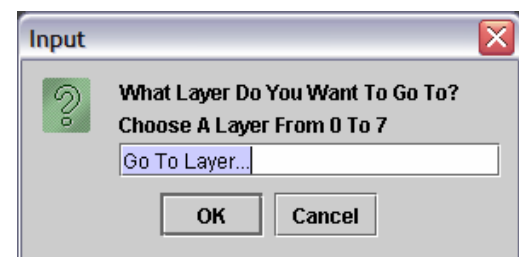 Input
What Layer Do You Want To Go To?
Choose A Layer From 0 To 7
Go To Layer...
OK Cancel